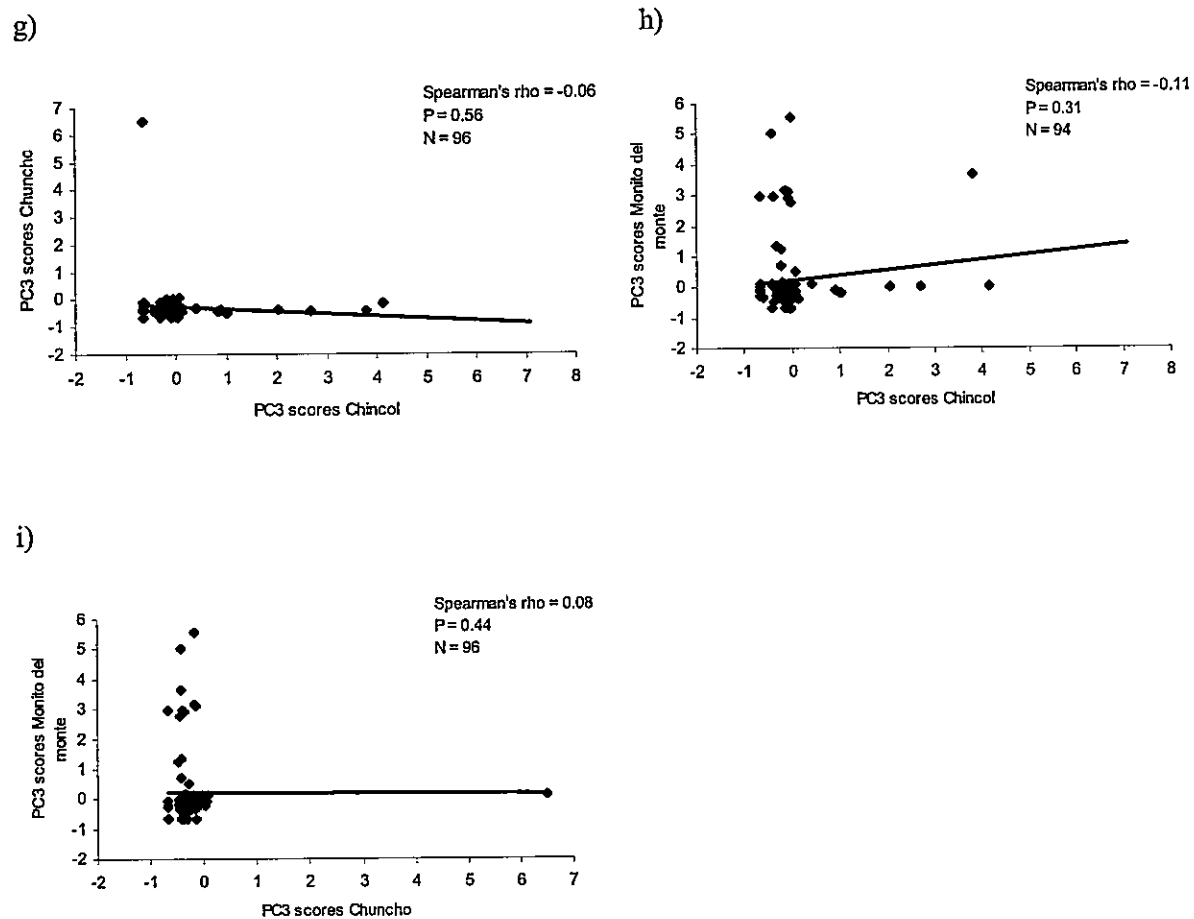 g)
Spearman's rho = -0.06
P = 0.56
N = 96
PC3 scores Chuncho
7
6
5
4
3
2
1
0
-1
-2
-2 -1 0 1 2 3 4 5 6 7 8
PC3 scores Chincol
h)
Spearman's rho = -0.11
P = 0.31
N = 94
PC3 scores Monito del
monte
6
5
4
3
2
1
0
-1
-2
-2 -1 0 1 2 3 4 5 6 7 8
PC3 scores Chincol
i)
Spearman's rho = 0.08
P = 0.44
N = 96
PC3 scores Monito del
monte
6
5
4
3
2
1
0
-1
-2
-2 -1 0 1 2 3 4 5 6 7
PC3 scores Chuncho